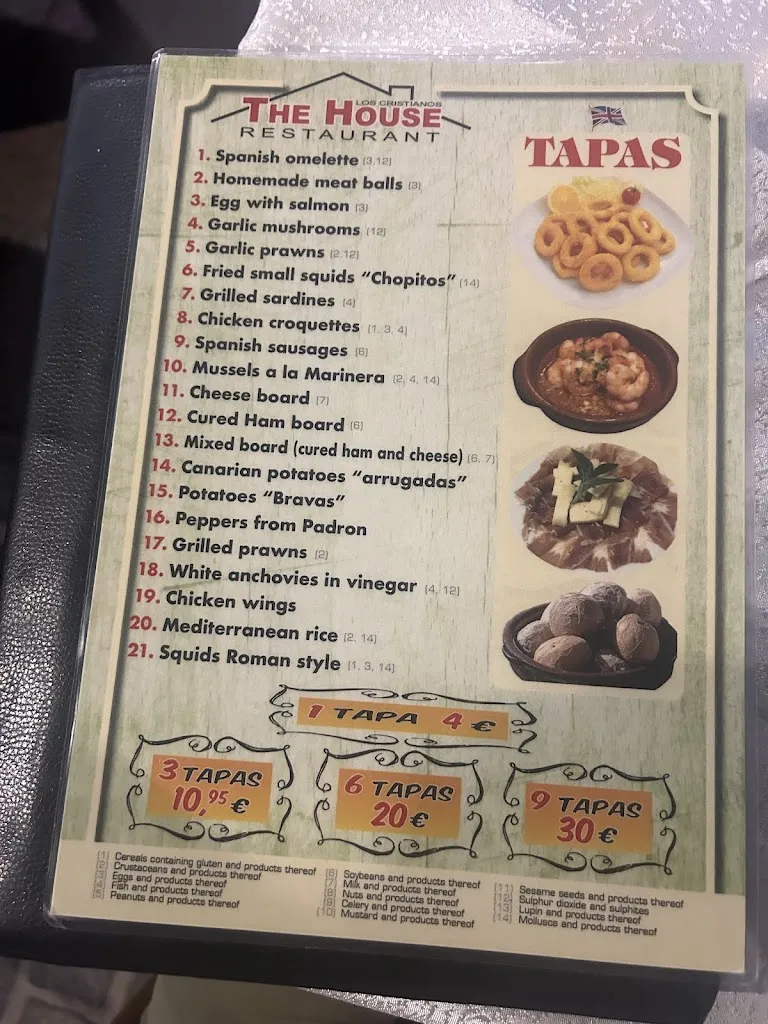 LOS CRISTIANOS
THE HOUSE
RESTAURANT
TAPAS
1. Spanish omelette (3,12)
2. Homemade meat balls (3)
3. Egg with salmon (3)
4. Garlic mushrooms (12)
5. Garlic prawns (2.12)
6. Fried small squids "Chopitos" (14)
7. Grilled sardines (4)
8. Chicken croquettes (1. 3. 4)
9. Spanish sausages (6)
10. Mussels a la Marinera (2, 4, 14)
11. Cheese board (7)
12. Cured Ham board (6)
13. Mixed board (cured ham and cheese) (6, 7)
14. Canarian potatoes "arrugadas"
15. Potatoes "Bravas"
16. Peppers from Padron
17. Grilled prawns (2)
18. White anchovies in vinegar (4, 12)
19. Chicken wings
20. Mediterranean rice (2, 14)
21. Squids Roman style (1, 3, 14)
1 TAPA 4 €
3 TAPAS
10,95 €
6 TAPAS
20 €
9 TAPAS
30 €
(1) Cereals containing gluten and products thereof
(2) Crustaceans and products thereof
(3) Eggs and products thereof
(4) Fish and products thereof
(5) Peanuts and products thereof
(6) Soybeans and products thereof
(7) Milk and products thereof
(8) Nuts and products thereof
(9) Celery and products thereof
(10) Mustard and products thereof
(11) Sesame seeds and products thereof
(12) Sulphur dioxide and sulphites
(13) Lupin and products thereof
(14) Molluscs and products thereof